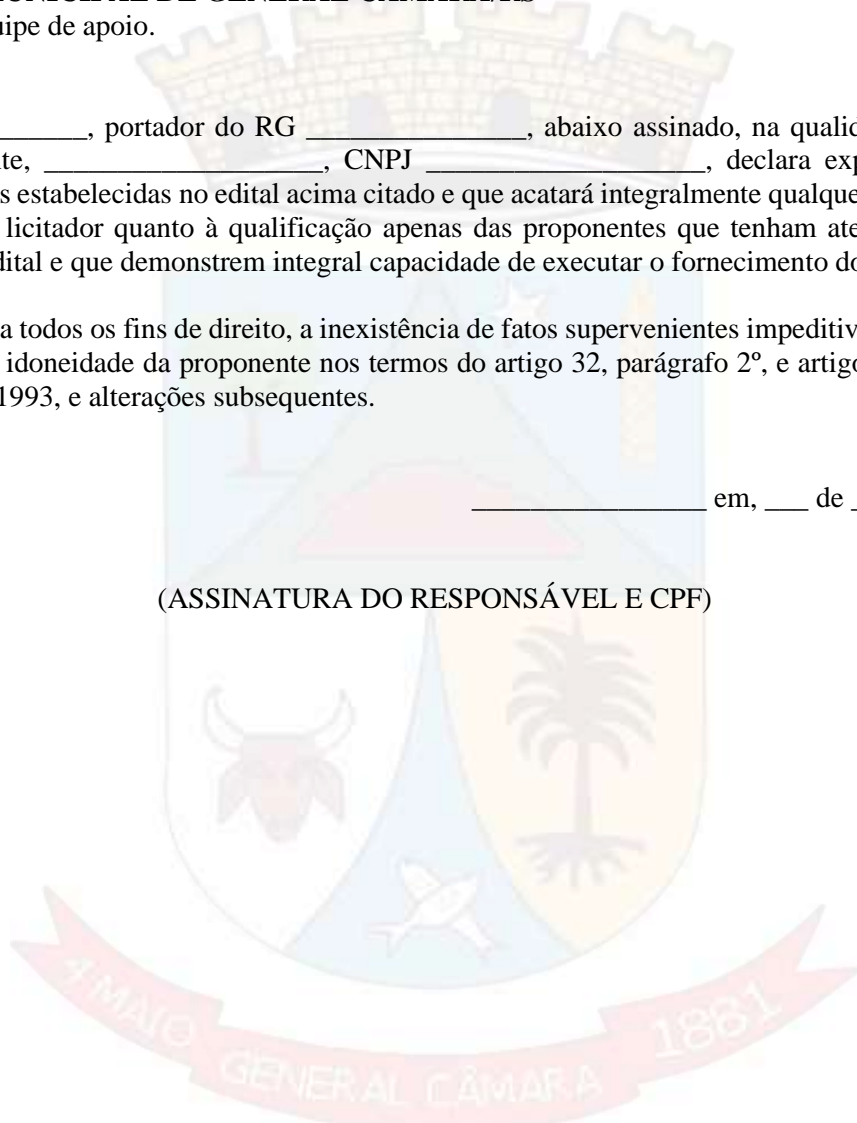 uipe de apoio.
______, portador do RG _______________, abaixo assinado, na qualid
te, ___________________, CNPJ ___________________, declara exp
s estabelecidas no edital acima citado e que acatará integralmente qualque
licitador quanto à qualificação apenas das proponentes que tenham ate
dital e que demonstrem integral capacidade de executar o fornecimento do
a todos os fins de direito, a inexistência de fatos supervenientes impeditiv
idoneidade da proponente nos termos do artigo 32, parágrafo 2º, e artigo
1993, e alterações subsequentes.
________________ em, ___ de _
(ASSINATURA DO RESPONSÁVEL E CPF)
4 MAIO
GENERAL CÂMARA
1881